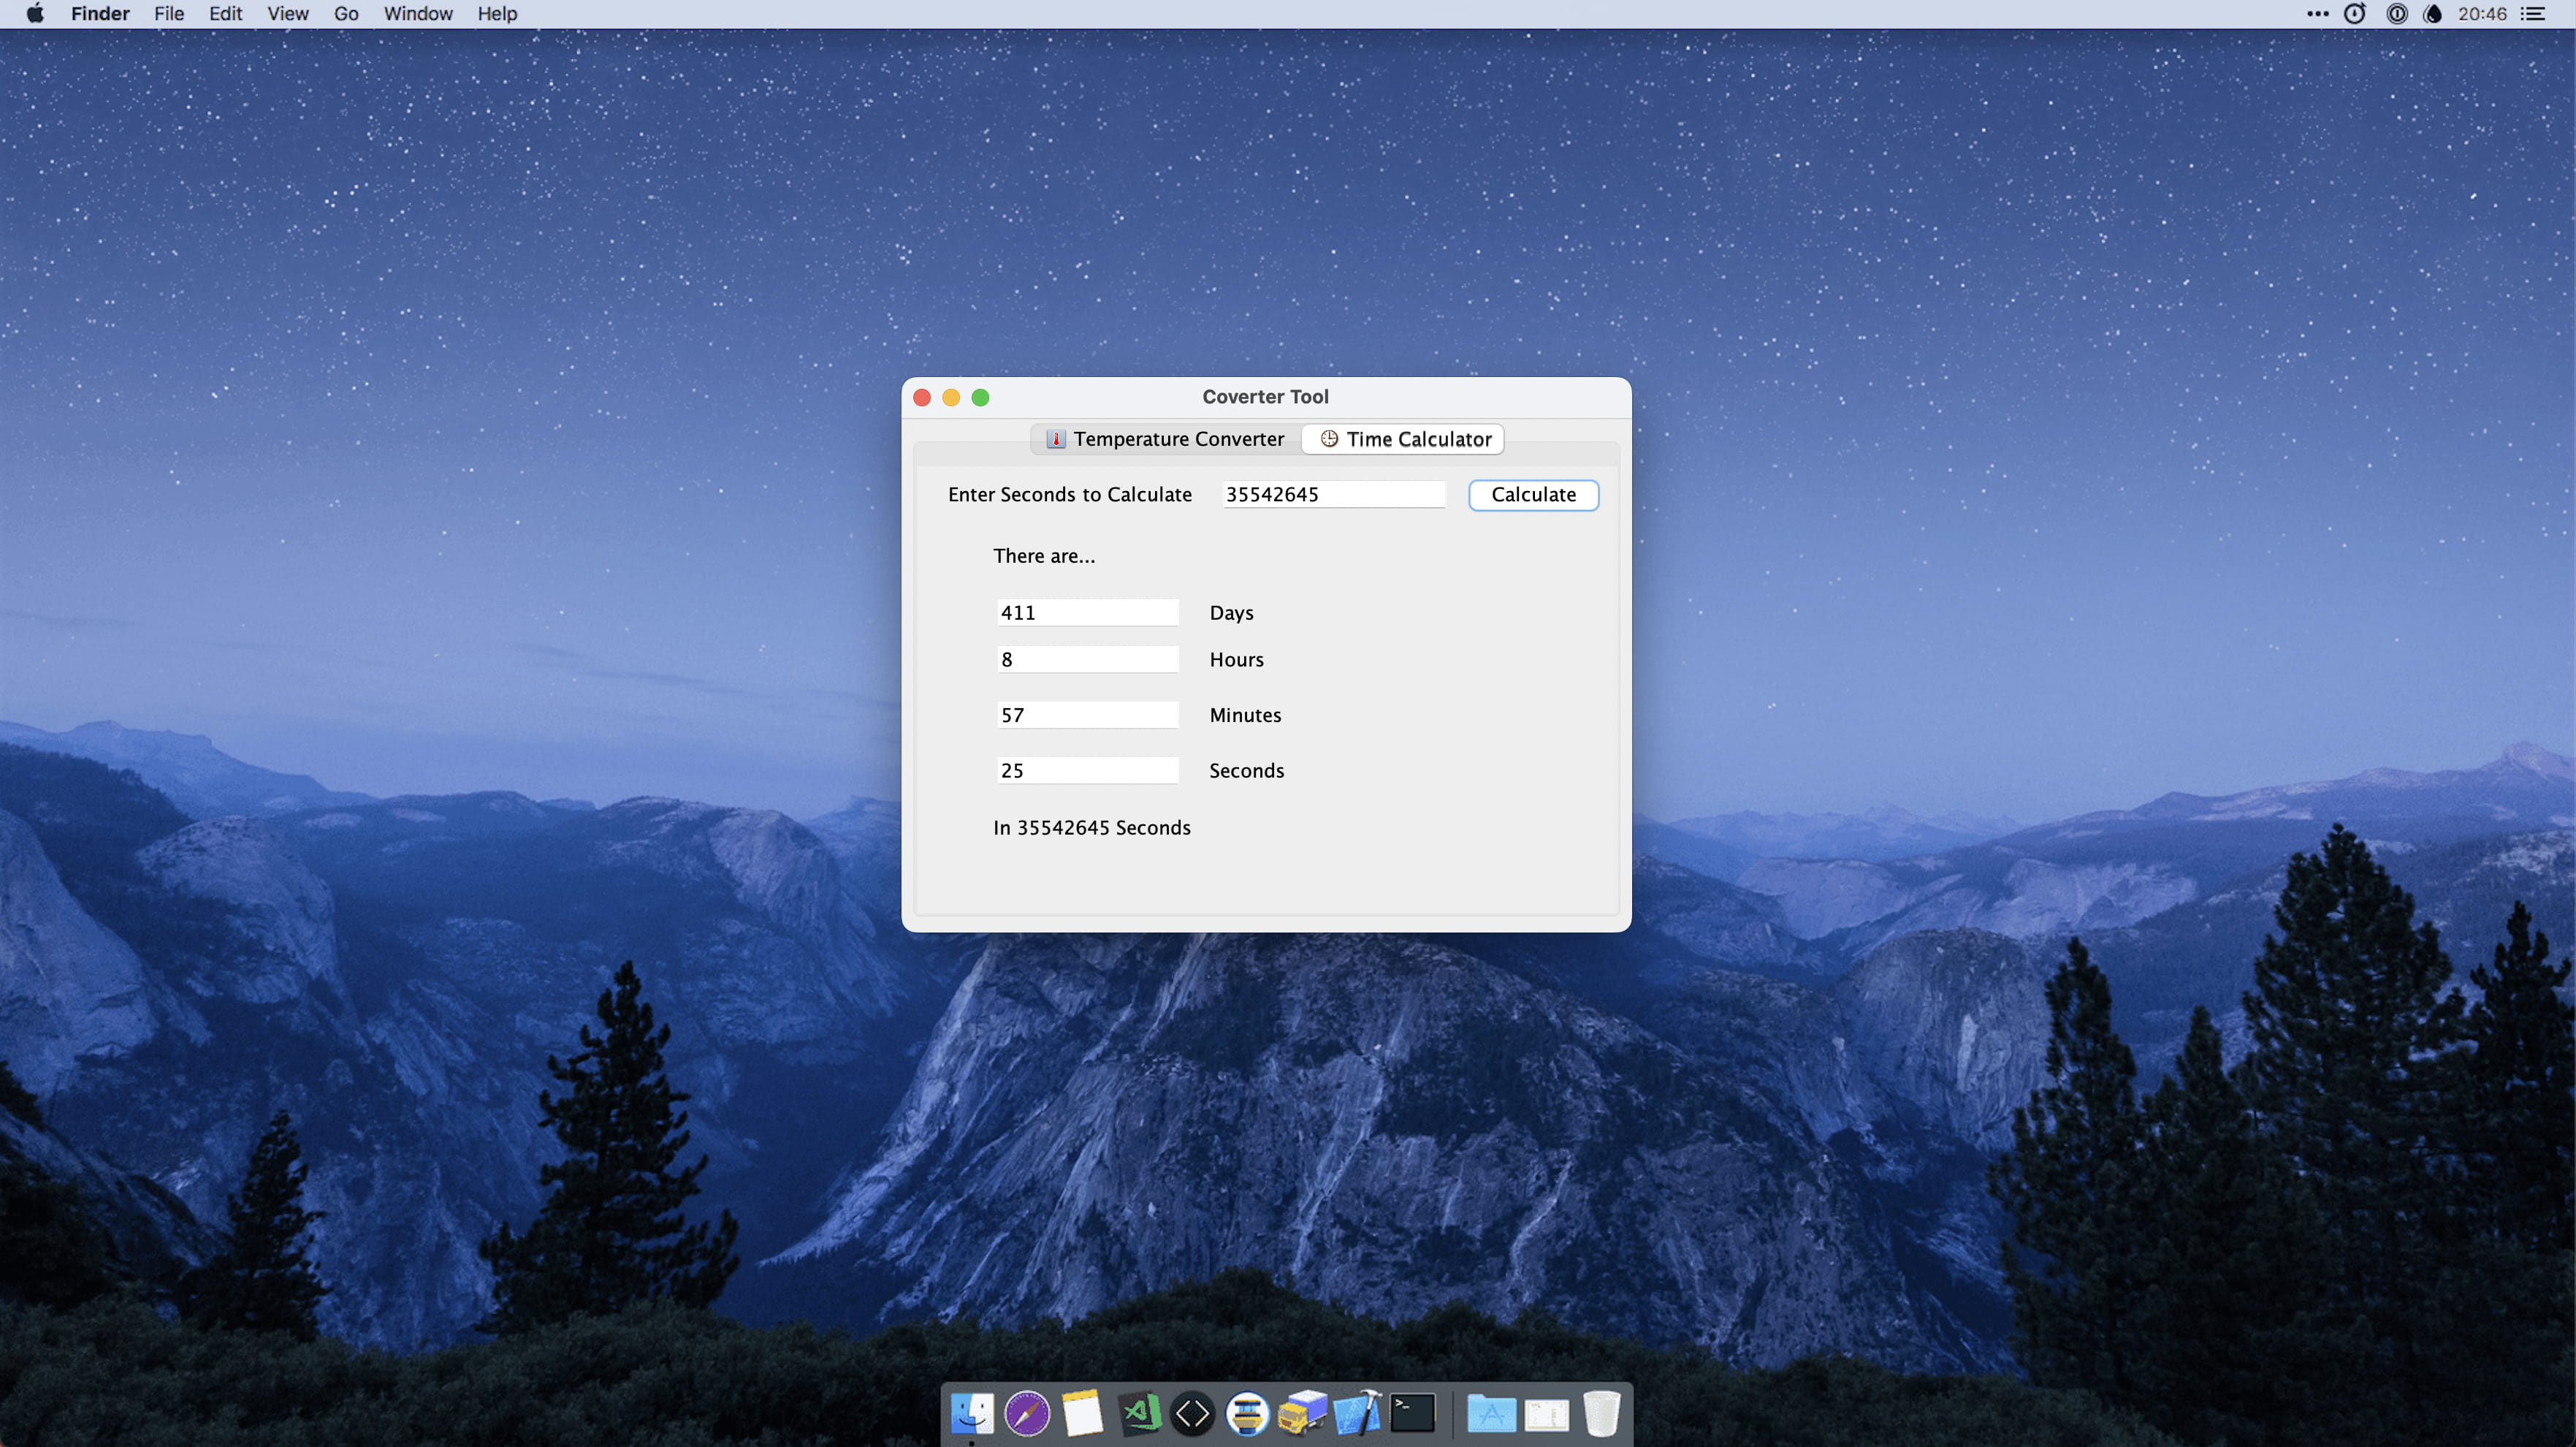 Finder File Edit View Go Window Help 20:46
Coverter Tool
Temperature Converter Time Calculator
Enter Seconds to Calculate 35542645 Calculate
There are...
411 Days
8 Hours
57 Minutes
25 Seconds
In 35542645 Seconds